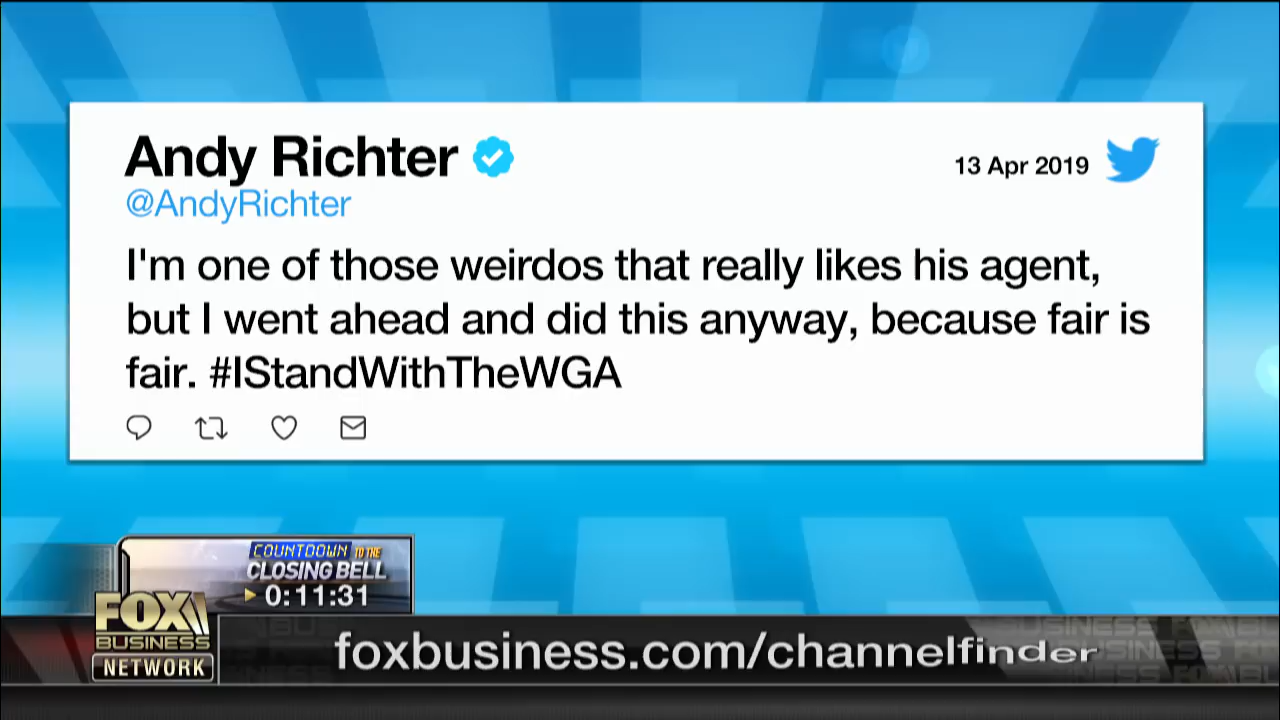 Andy Richter
@AndyRichter
13 Apr 2019
I'm one of those weirdos that really likes his agent,
but I went ahead and did this anyway, because fair is
fair. #IStandWithTheWGA
COUNTDOWN TO THE
CLOSING BELL
0:11:31
FOX
BUSINESS
NETWORK
foxbusiness.com/channelfinder